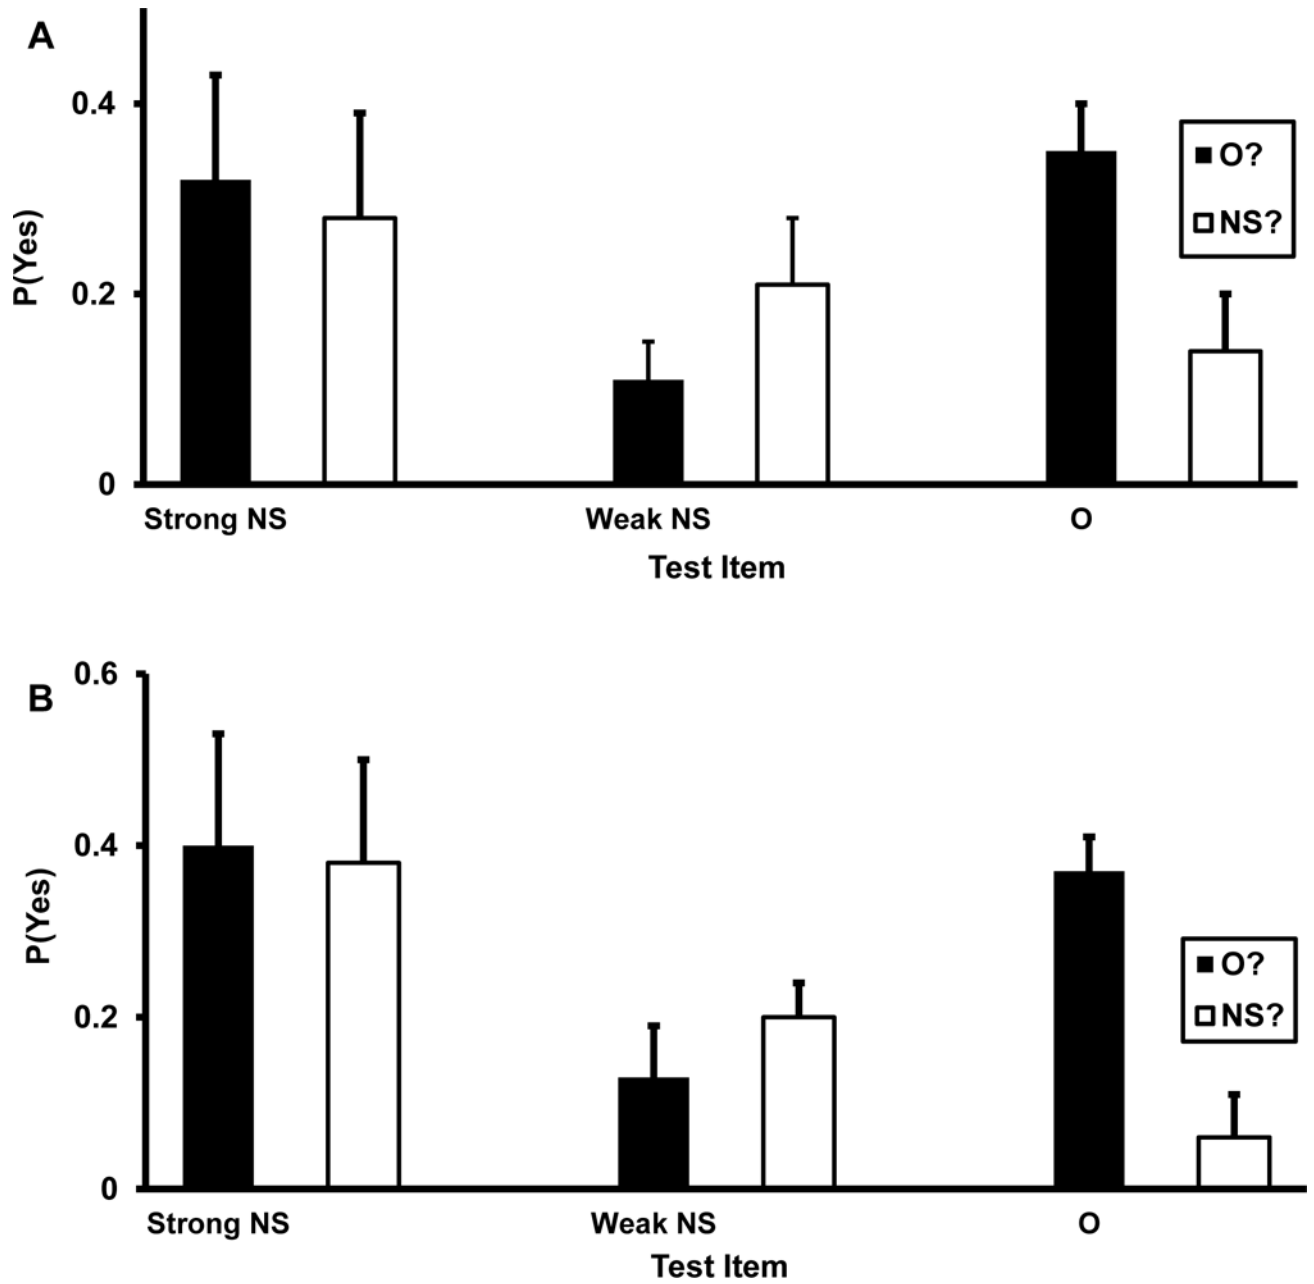 A
0.4
0.2
0
P(Yes)
O?
NS?
Strong NS
Weak NS
O
Test Item
B
0.6
0.4
0.2
0
P(Yes)
O?
NS?
Strong NS
Weak NS
O
Test Item